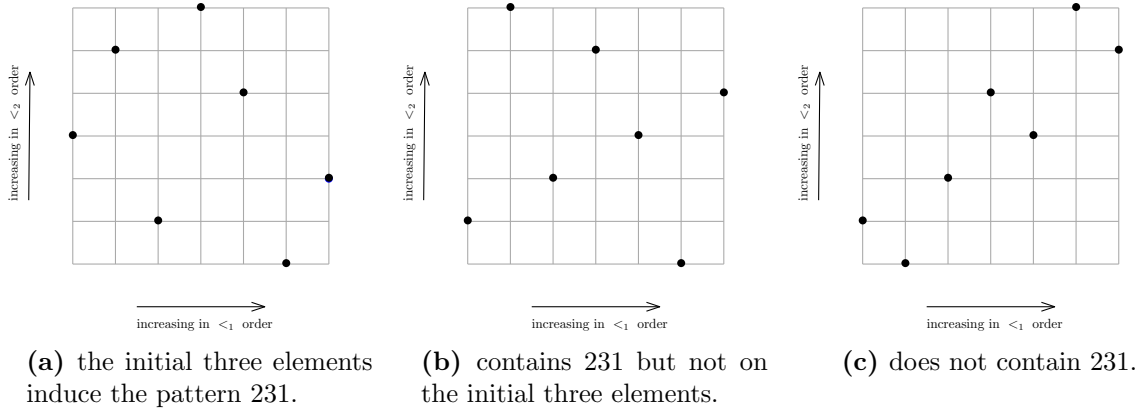 increasing in <₂ order
increasing in <₁ order
(a) the initial three elements
induce the pattern 231.
increasing in <₂ order
increasing in <₁ order
(b) contains 231 but not on
the initial three elements.
increasing in <₂ order
increasing in <₁ order
(c) does not contain 231.